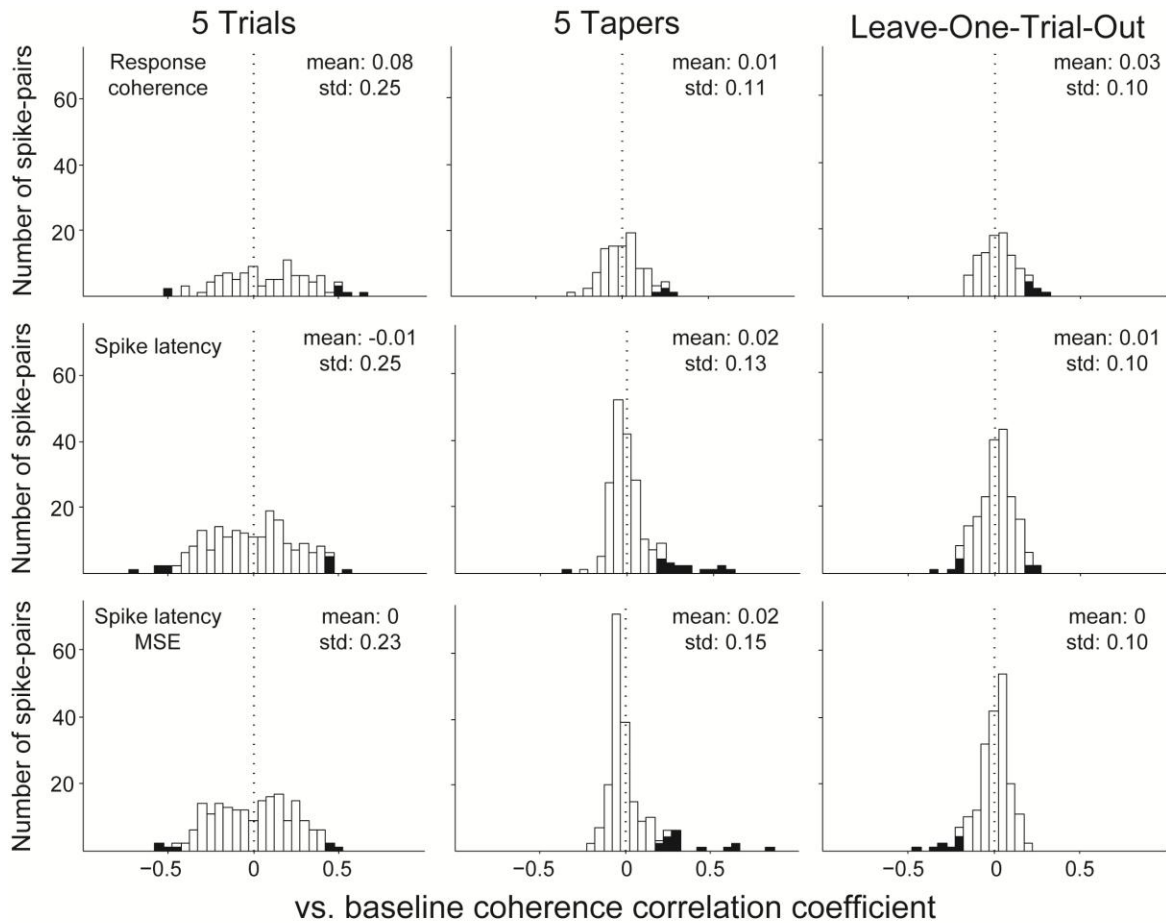 5 Trials
5 Tapers
Leave-One-Trial-Out
Number of spike-pairs
60
40
20
Response
coherence
mean: 0.08
std: 0.25
mean: 0.01
std: 0.11
mean: 0.03
std: 0.10
Number of spike-pairs
60
40
20
Spike latency
mean: -0.01
std: 0.25
mean: 0.02
std: 0.13
mean: 0.01
std: 0.10
Number of spike-pairs
60
40
20
Spike latency
MSE
mean: 0
std: 0.23
mean: 0.02
std: 0.15
mean: 0
std: 0.10
−0.5 0 0.5
−0.5 0 0.5
−0.5 0 0.5
vs. baseline coherence correlation coefficient